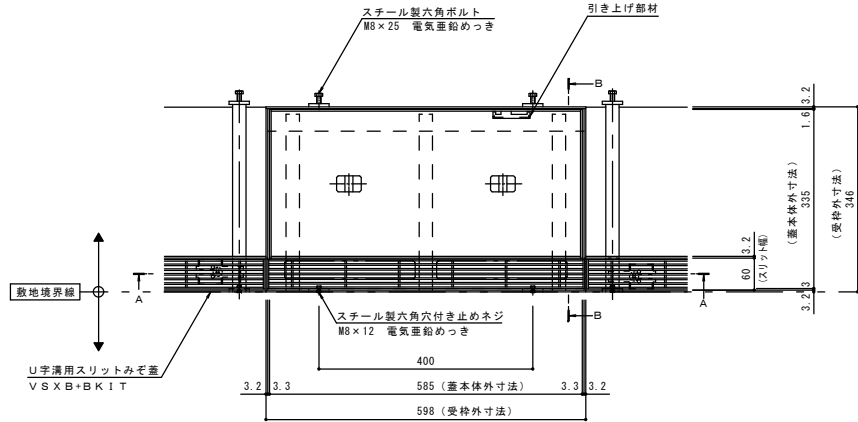 スチール製六角ボルト
M8×25 電気亜鉛めっき
引き上げ部材
B
3.2
1.6
(蓋本体外寸法)
335
(受枠外寸法)
346
3.2
60
(スリット幅)
3
3.2
敷地境界線
A
A
B
スチール製六角穴付き止めネジ
M8×12 電気亜鉛めっき
U字溝用スリットみぞ蓋
VSXB+BKIT
400
3.2
3.3
585(蓋本体外寸法)
3.3
3.2
598(受枠外寸法)